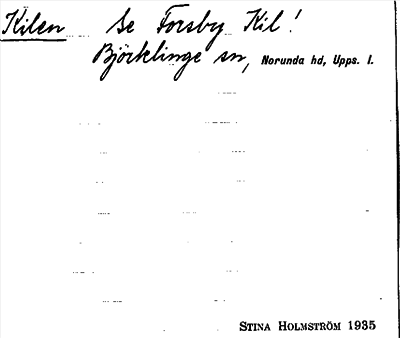 Kilen Se Forsby Kil!
Björklinge sn, Norunda hd, Upps. l.
STINA HOLMSTRÖM 1935